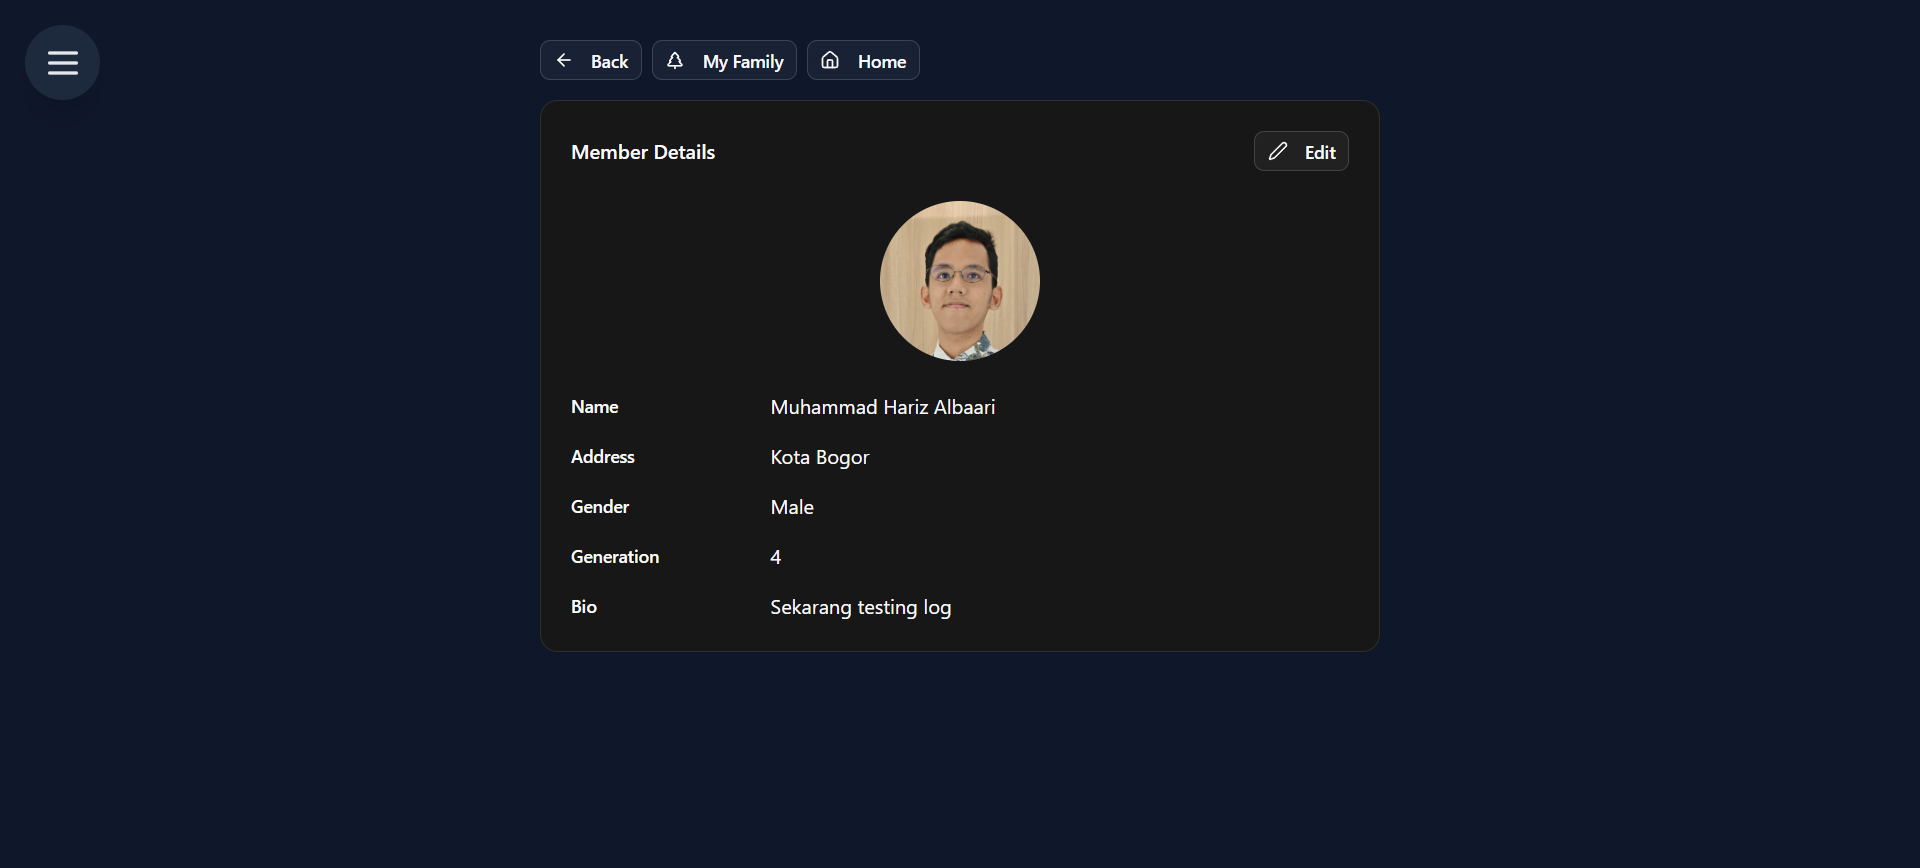 Back My Family Home
Member Details Edit
Name Muhammad Hariz Albaari
Address Kota Bogor
Gender Male
Generation 4
Bio Sekarang testing log